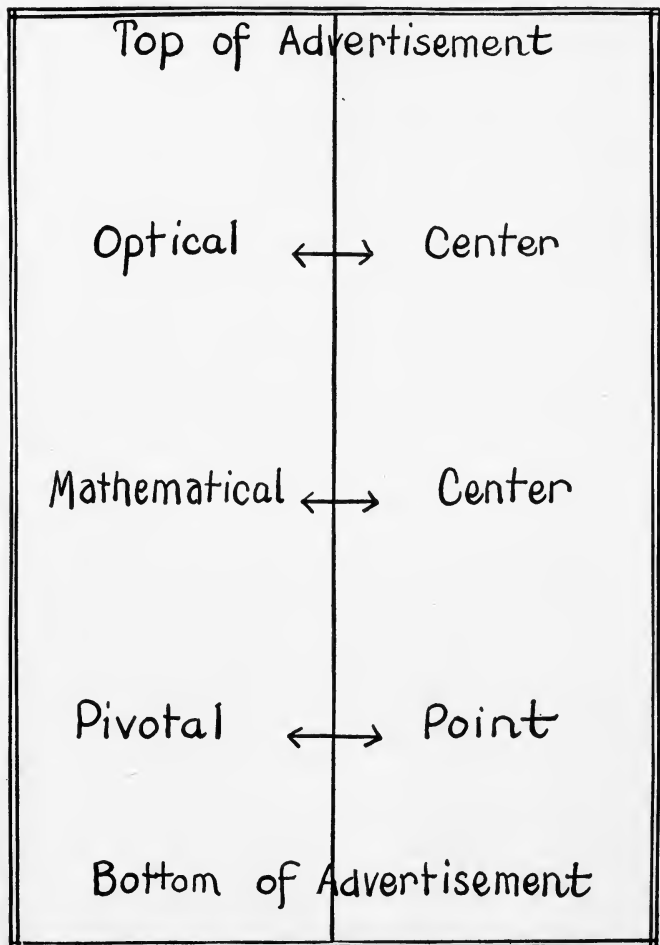 Top of Advertisement
Optical Center
Mathematical Center
Pivotal Point
Bottom of Advertisement